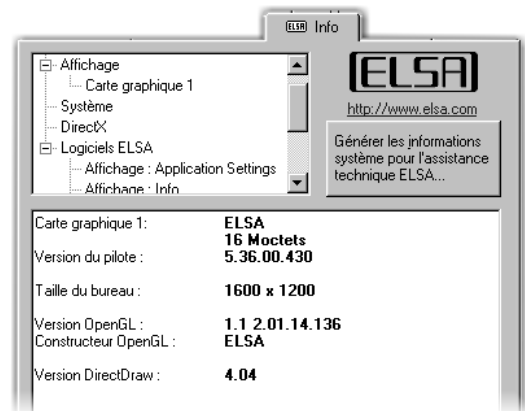 ELSA Info
Affichage
Carte graphique 1
Système
DirectX
Logiciels ELSA
Affichage : Application Settings
Affichage : Info
ELSA
http://www.elsa.com
Générer les informations
système pour l'assistance
technique ELSA...
Carte graphique 1: ELSA
16 Moctets
Version du pilote : 5.36.00.430
Taille du bureau : 1600 x 1200
Version OpenGL : 1.1 2.01.14.136
Constructeur OpenGL : ELSA
Version DirectDraw : 4.04